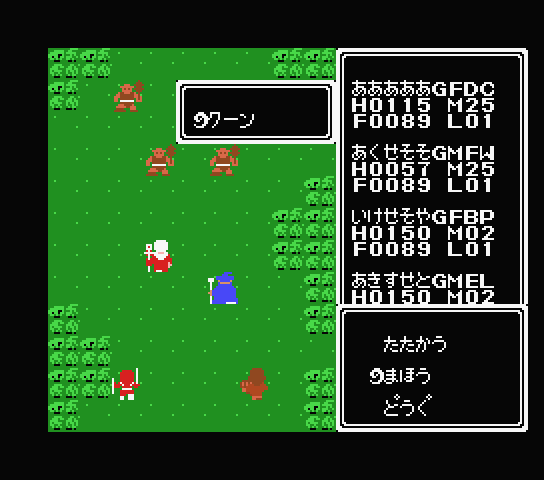 クーン
あああああGFDC
H0115 M25
F0089 L01
あくせそそGMFW
H0057 M25
F0089 L01
いけせそやGFBP
H0150 M02
F0089 L01
あきすせとGMEL
H0150 M02
たたかう
まほう
どうぐ